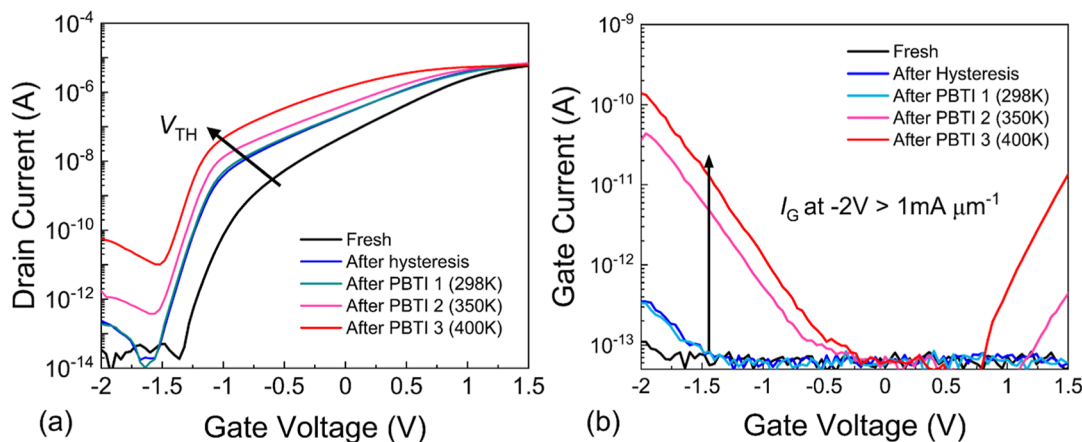 Drain Current (A)
10⁻⁴
10⁻⁶
10⁻⁸
10⁻¹⁰
10⁻¹²
10⁻¹⁴
V_TH
Fresh
After hysteresis
After PBTI 1 (298K)
After PBTI 2 (350K)
After PBTI 3 (400K)
-2 -1.5 -1 -0.5 0 0.5 1 1.5
(a) Gate Voltage (V)
Gate Current (A)
10⁻⁹
10⁻¹⁰
10⁻¹¹
10⁻¹²
10⁻¹³
Fresh
After Hysteresis
After PBTI 1 (298K)
After PBTI 2 (350K)
After PBTI 3 (400K)
I_G at -2V > 1mA μm⁻¹
-2 -1.5 -1 -0.5 0 0.5 1 1.5
(b) Gate Voltage (V)